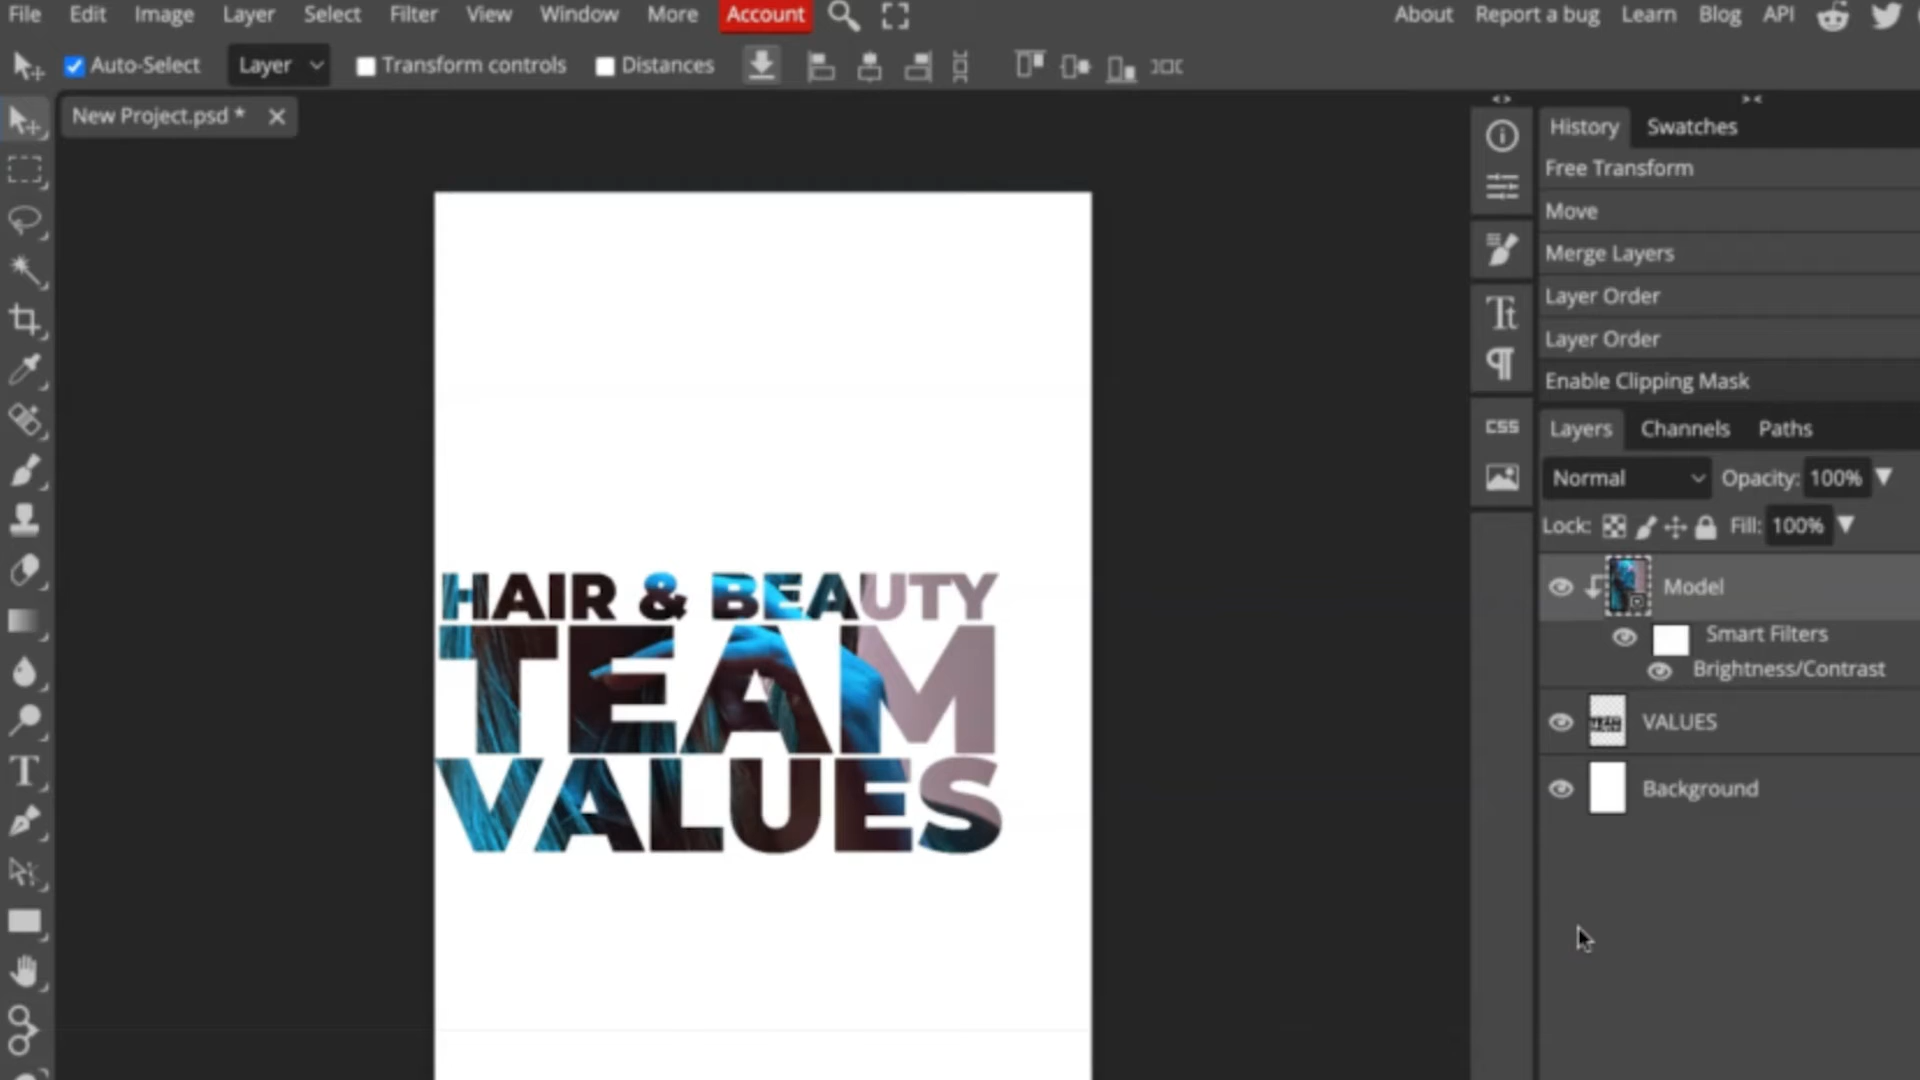 File Edit Image Layer Select Filter View Window More Account About Report a bug Learn Blog API
Auto-Select Layer Transform controls Distances
New Project.psd *
History Swatches
Free Transform
Move
Merge Layers
Layer Order
Layer Order
Enable Clipping Mask
CSS
Layers Channels Paths
Normal Opacity: 100%
Lock: Fill: 100%
Model
Smart Filters
Brightness/Contrast
VALUES
Background
HAIR & BEAUTY
TEAM
VALUES